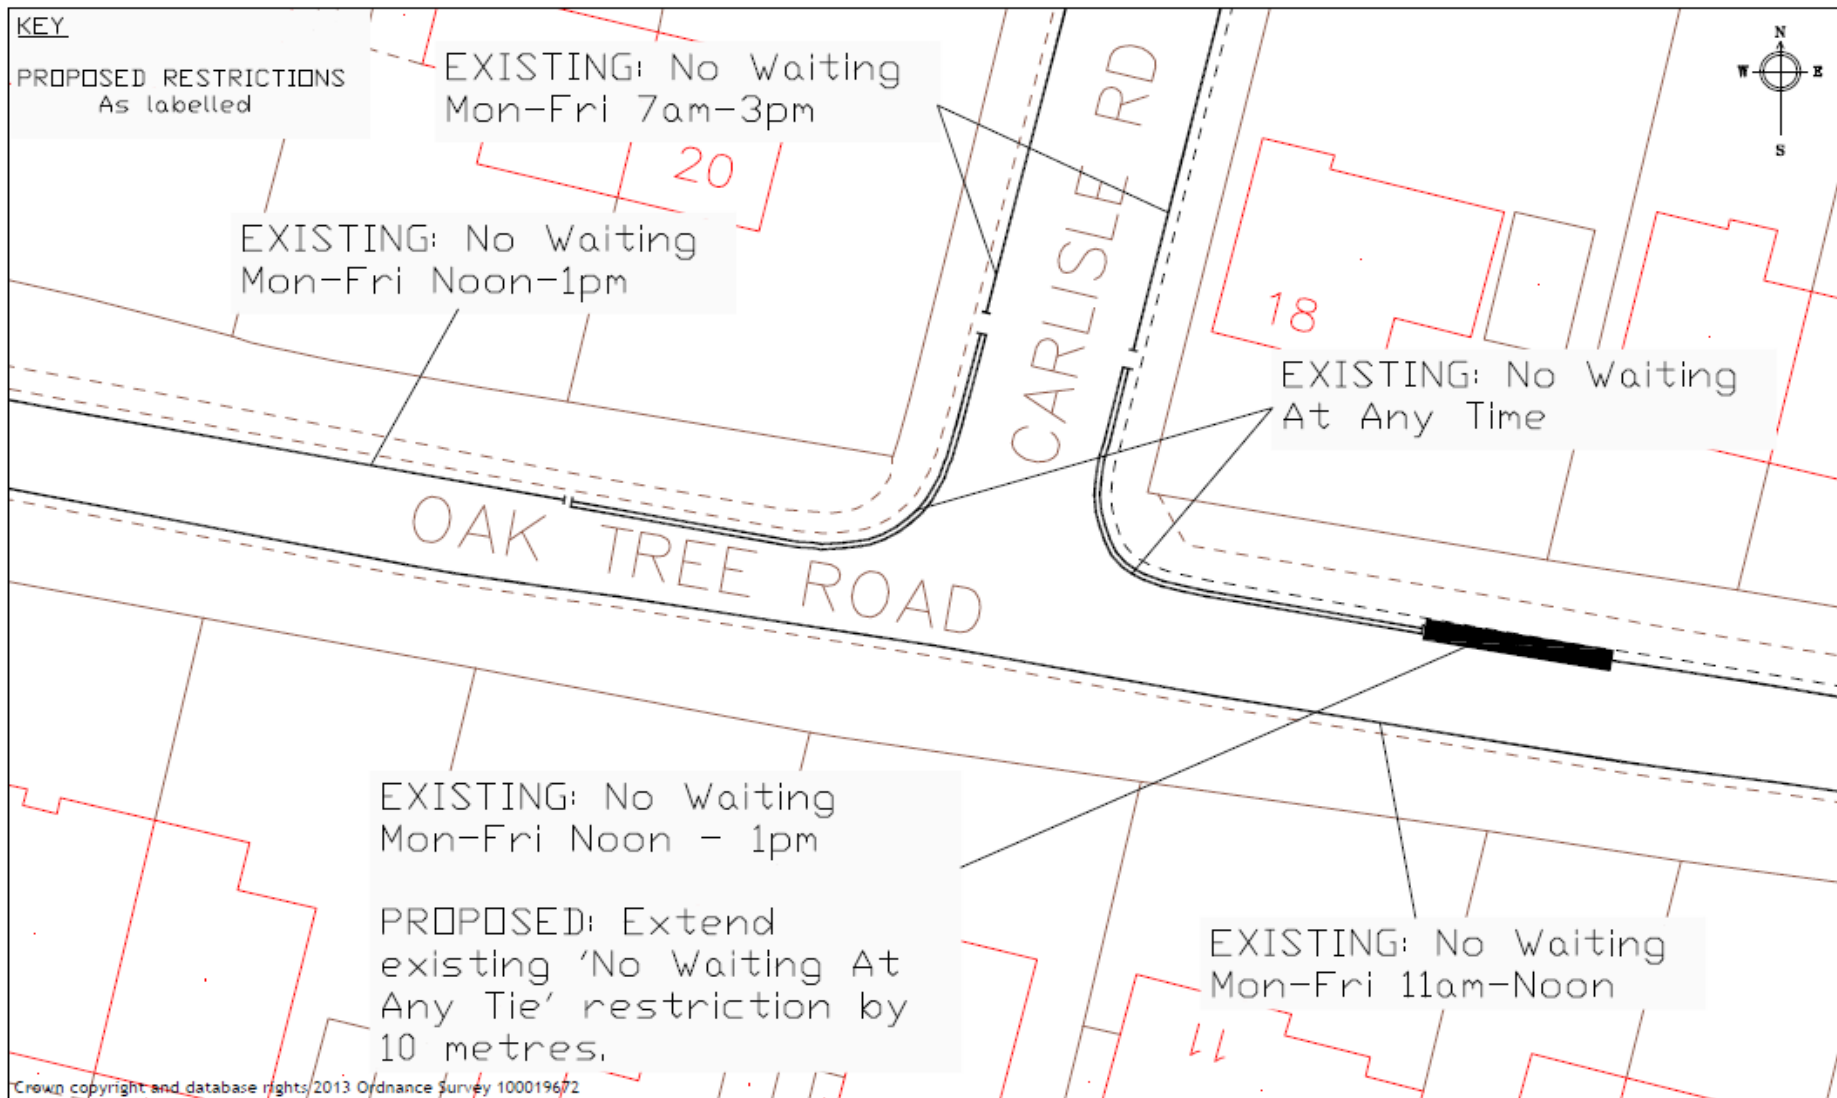 KEY
PROPOSED RESTRICTIONS
As labelled
EXISTING: No Waiting
Mon-Fri 7am-3pm
CARLISLE RD
N
W E
S
20
EXISTING: No Waiting
Mon-Fri Noon-1pm
18
EXISTING: No Waiting
At Any Time
OAK TREE ROAD
EXISTING: No Waiting
Mon-Fri Noon - 1pm
PROPOSED: Extend
existing 'No Waiting At
Any Tie' restriction by
10 metres.
EXISTING: No Waiting
Mon-Fri 11am-Noon
11
Crown copyright and database rights 2013 Ordnance Survey 100019672